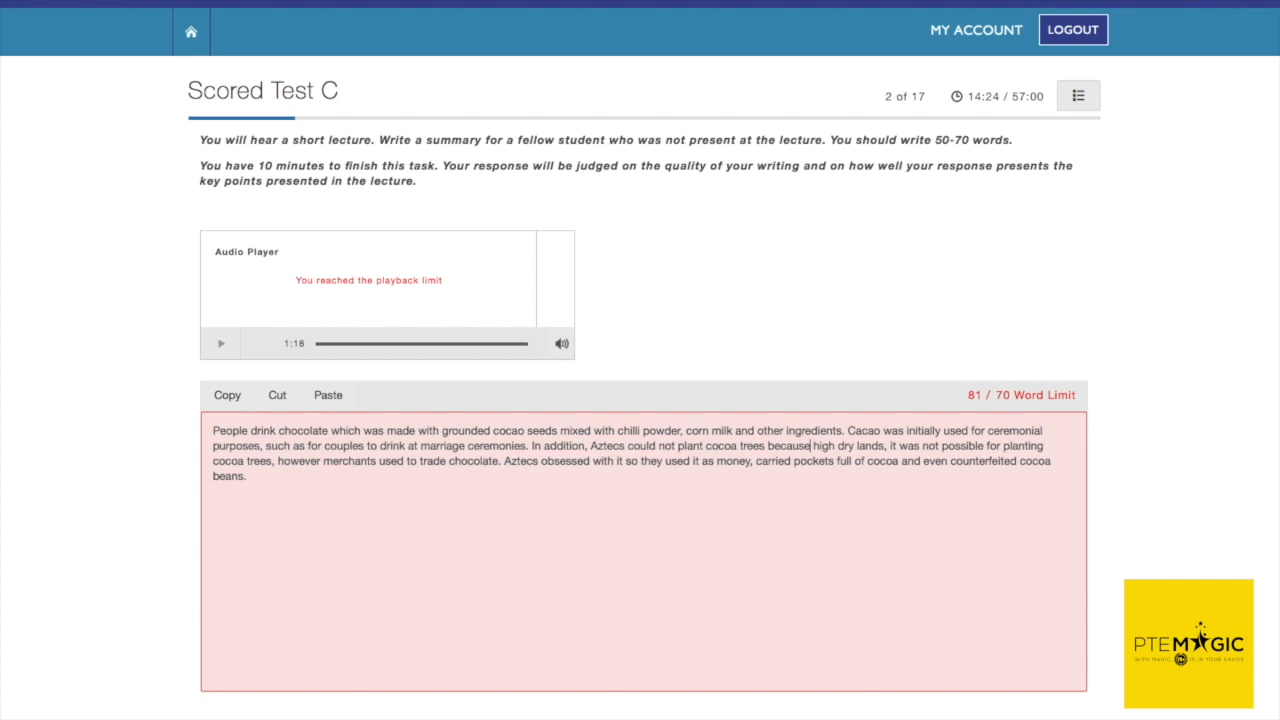 MY ACCOUNT
LOGOUT
Scored Test C
2 of 17
14:24 / 57:00
You will hear a short lecture. Write a summary for a fellow student who was not present at the lecture. You should write 50-70 words.
You have 10 minutes to finish this task. Your response will be judged on the quality of your writing and on how well your response presents the
key points presented in the lecture.
Audio Player
You reached the playback limit
1:18
Copy Cut Paste
81 / 70 Word Limit
People drink chocolate which was made with grounded cocao seeds mixed with chilli powder, corn milk and other ingredients. Cacao was initially used for ceremonial
purposes, such as for couples to drink at marriage ceremonies. In addition, Aztecs could not plant cocoa trees because high dry lands, it was not possible for planting
cocoa trees, however merchants used to trade chocolate. Aztecs obsessed with it so they used it as money, carried pockets full of cocoa and even counterfeited cocoa
beans.
PTEMAGIC
WITH MAGIC, IS IN YOUR HANDS